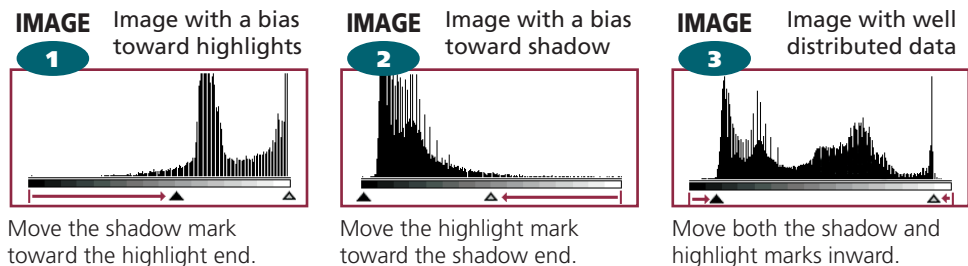 IMAGE
1
Image with a bias
toward highlights
Move the shadow mark
toward the highlight end.
IMAGE
2
Image with a bias
toward shadow
Move the highlight mark
toward the shadow end.
IMAGE
3
Image with well
distributed data
Move both the shadow and
highlight marks inward.